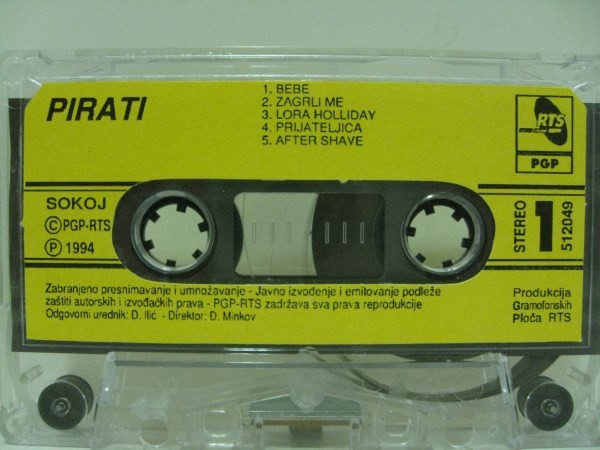 PIRATI
1. BEBE
2. ZAGRLI ME
3. LORA HOLLIDAY
4. PRIJATELJICA
5. AFTER SHAVE
RTS
PGP
SOKOJ
© PGP-RTS
Ⓟ 1994
STEREO
1
512049
Zabranjeno presnimavanje i umnožavanje - Javno izvođenje i emitovanje podleže
zaštiti autorskih i izvođačkih prava - PGP-RTS zadržava sva prava reprodukcije
Odgovorni urednik: D. Ilić - Direktor: Đ. Minkov
Produkcija
Gramofonskih
Ploča RTS